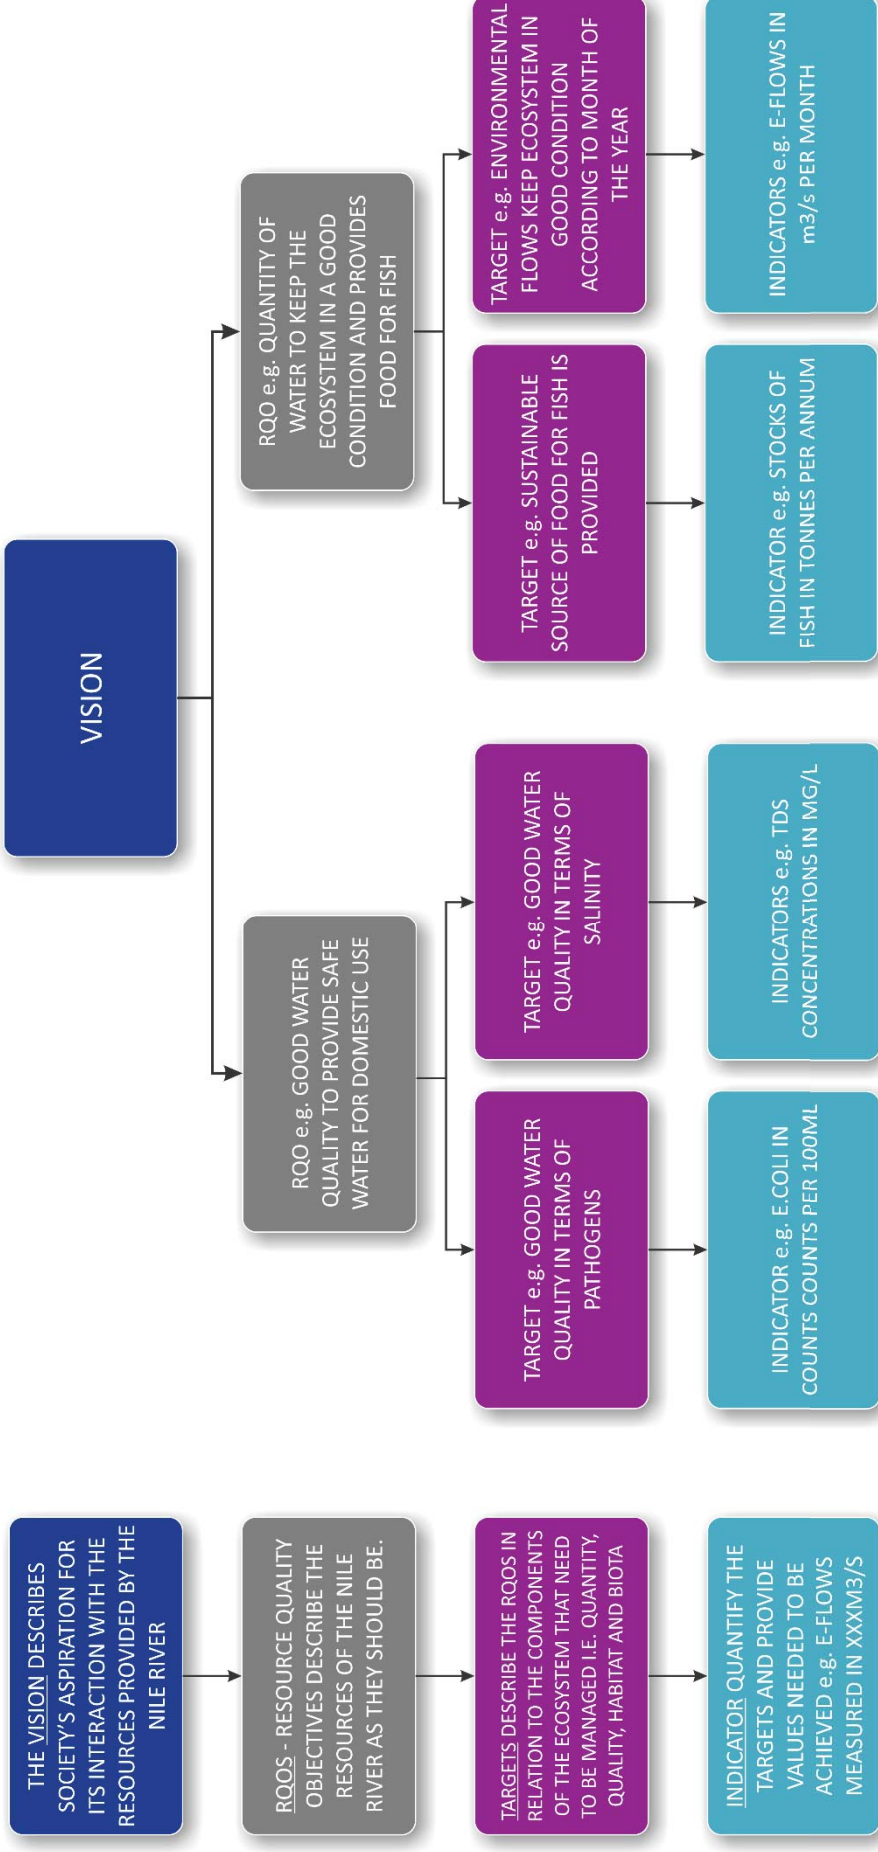 THE VISION DESCRIBES
SOCIETY'S ASPIRATION FOR
ITS INTERACTION WITH THE
RESOURCES PROVIDED BY THE
NILE RIVER
RQOS - RESOURCE QUALITY
OBJECTIVES DESCRIBE THE
RESOURCES OF THE NILE
RIVER AS THEY SHOULD BE.
TARGETS DESCRIBE THE RQOS IN
RELATION TO THE COMPONENTS
OF THE ECOSYSTEM THAT NEED
TO BE MANAGED I.E. QUANTITY,
QUALITY, HABITAT AND BIOTA
INDICATOR QUANTIFY THE
TARGETS AND PROVIDE
VALUES NEEDED TO BE
ACHIEVED e.g. E-FLOWS
MEASURED IN XXXM3/S
VISION
RQO e.g. GOOD WATER
QUALITY TO PROVIDE SAFE
WATER FOR DOMESTIC USE
RQO e.g. QUANTITY OF
WATER TO KEEP THE
ECOSYSTEM IN A GOOD
CONDITION AND PROVIDES
FOOD FOR FISH
TARGET e.g. GOOD WATER
QUALITY IN TERMS OF
PATHOGENS
TARGET e.g. GOOD WATER
QUALITY IN TERMS OF
SALINITY
TARGET e.g. SUSTAINABLE
SOURCE OF FOOD FOR FISH IS
PROVIDED
TARGET e.g. ENVIRONMENTAL
FLOWS KEEP ECOSYSTEM IN
GOOD CONDITION
ACCORDING TO MONTH OF
THE YEAR
INDICATOR e.g. E.COLI IN
COUNTS COUNTS PER 100ML
INDICATORS e.g. TDS
CONCENTRATIONS IN MG/L
INDICATOR e.g. STOCKS OF
FISH IN TONNES PER ANNUM
INDICATORS e.g. E-FLOWS IN
m3/s PER MONTH